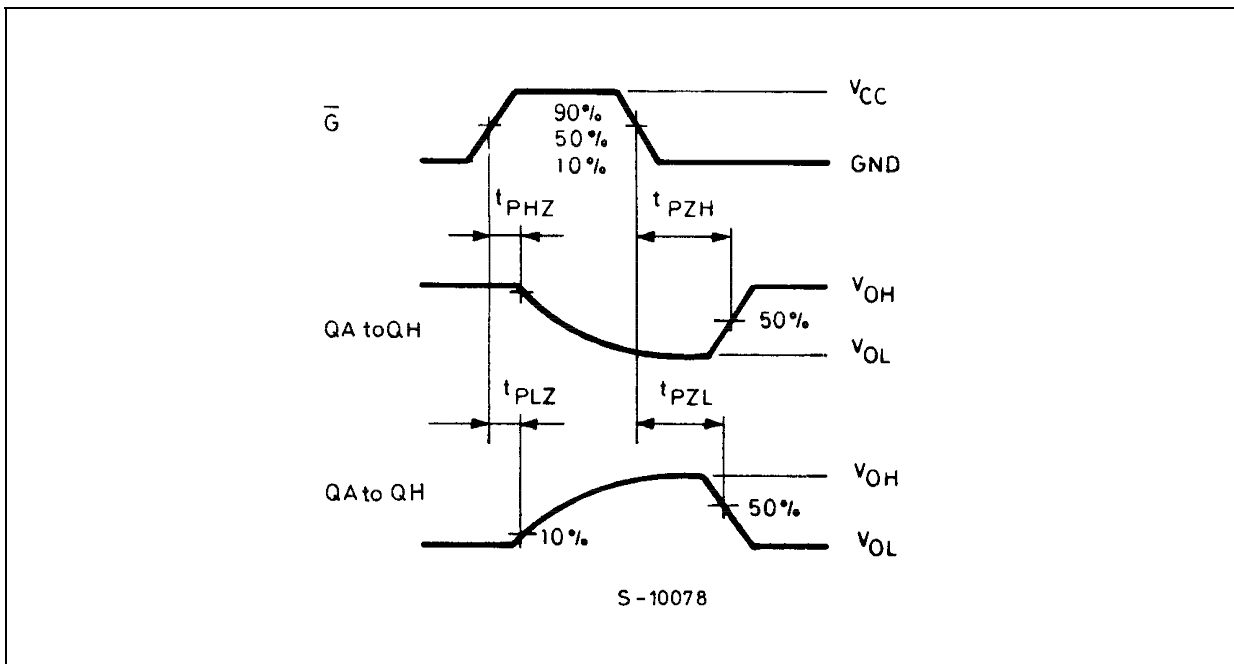 G̅
90%
50%
10%
VCC
GND
tPHZ
tPZH
QA toQH
VOH
50%
VOL
tPLZ
tPZL
QA to QH
VOH
50%
10%
VOL
S-10078